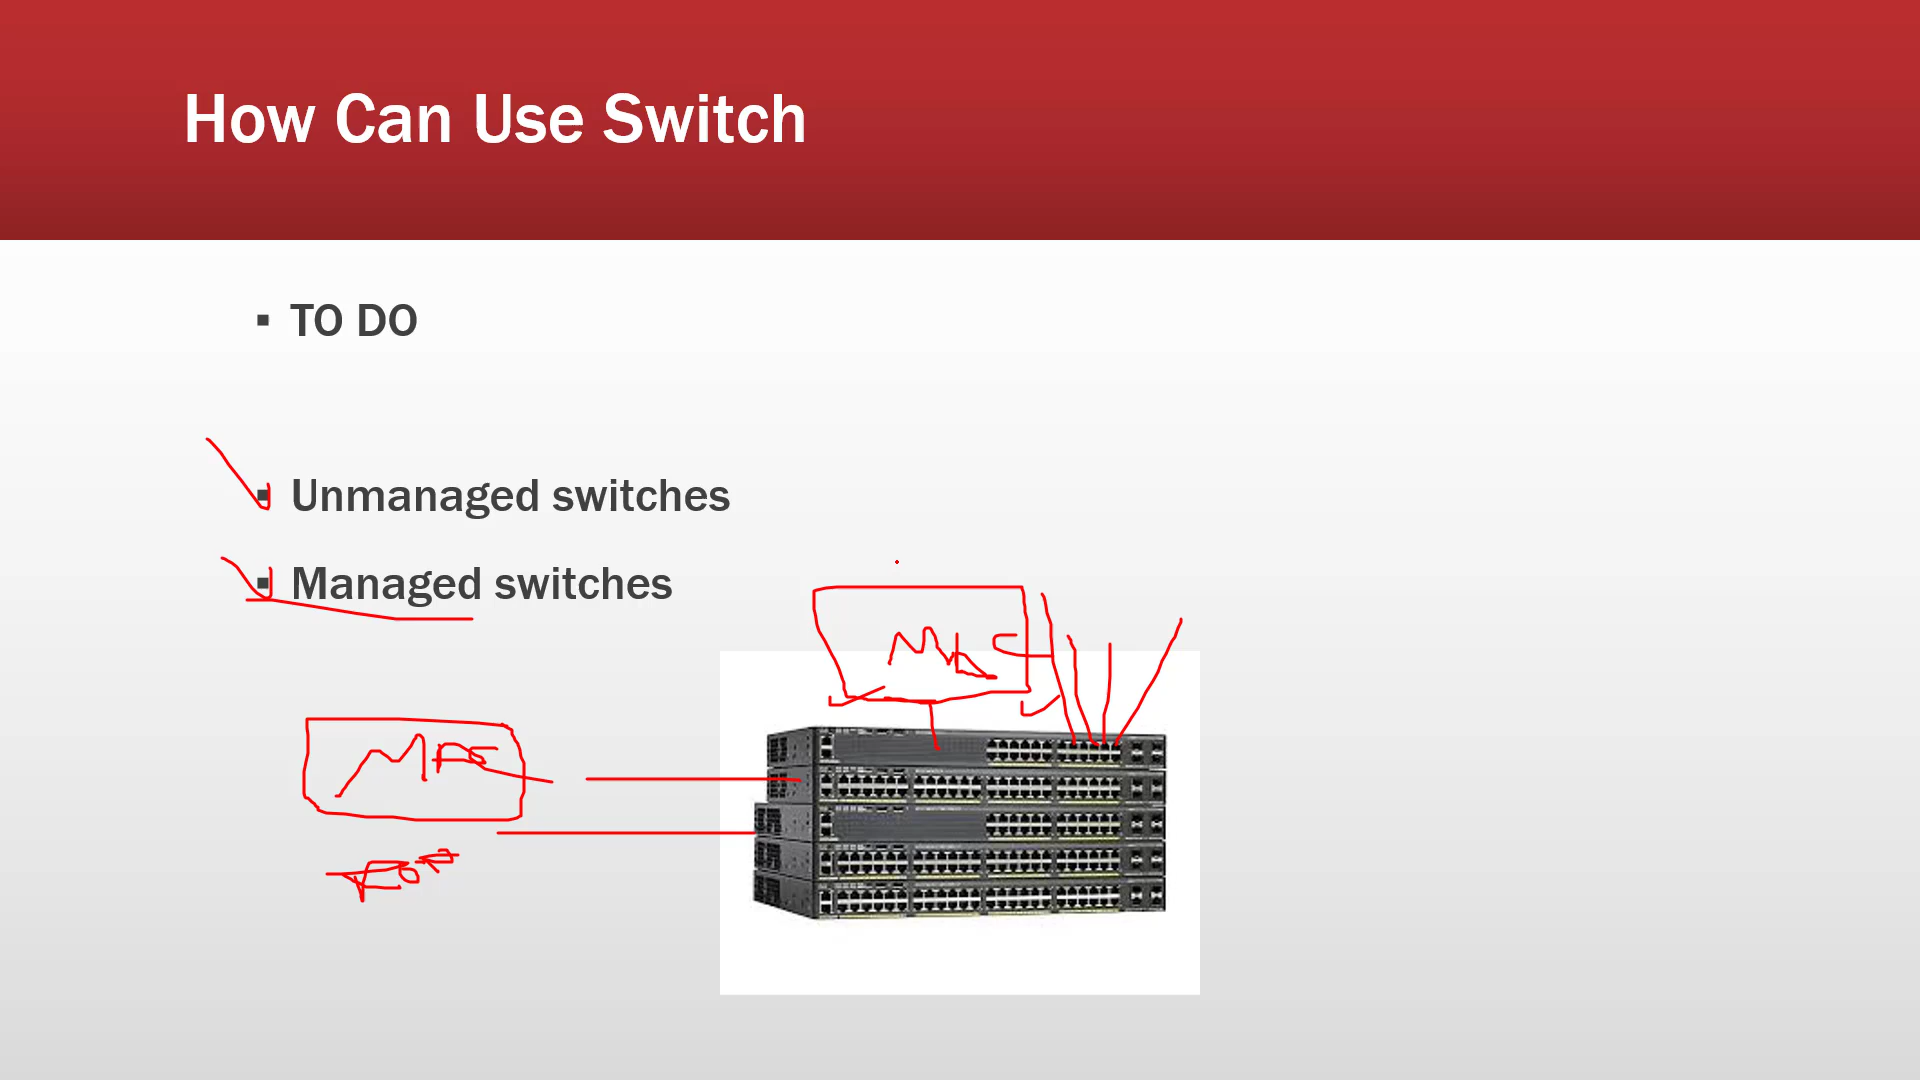 How Can Use Switch
TO DO
Unmanaged switches
Managed switches